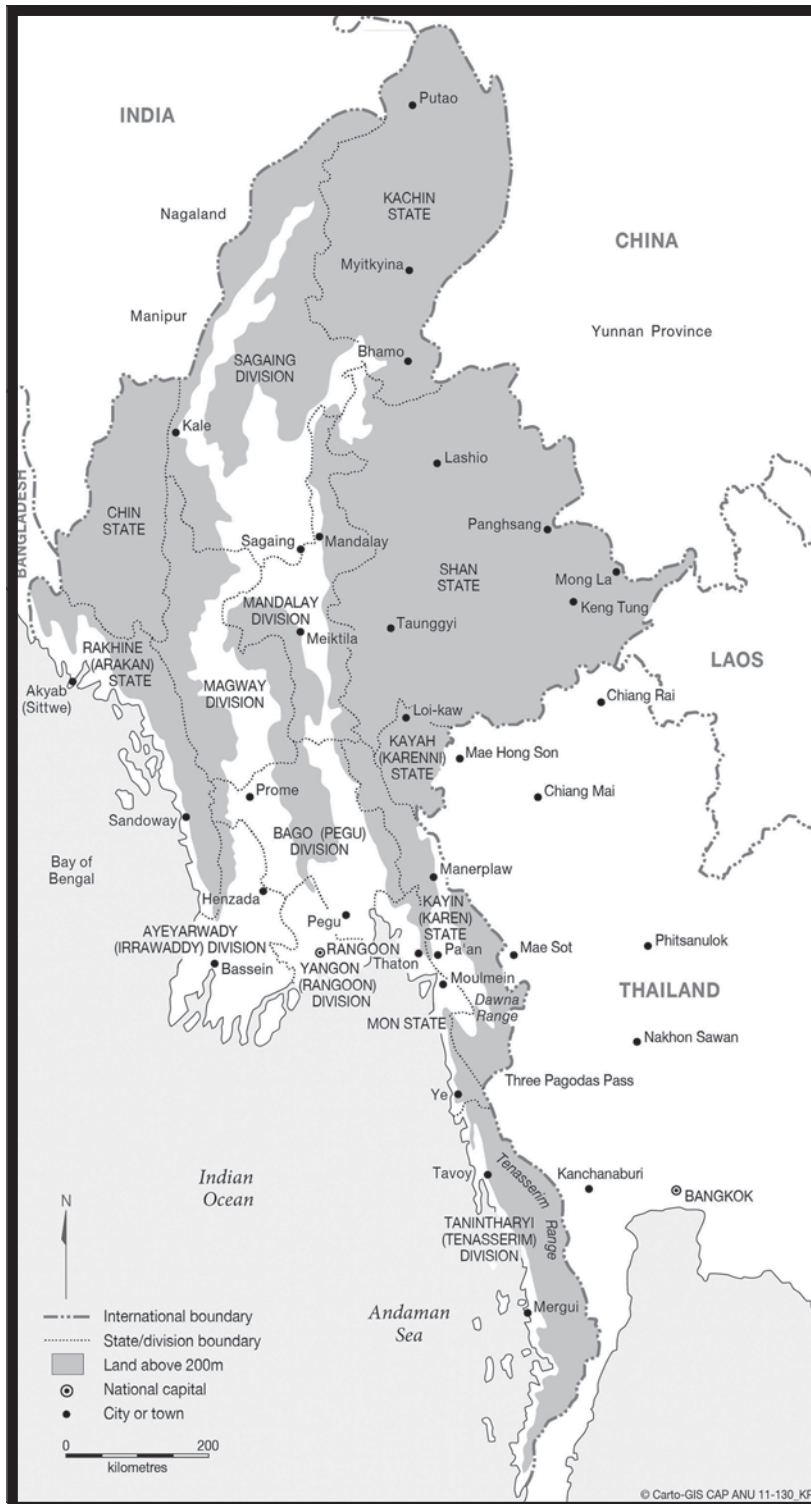 INDIA
Putao
Nagaland
KACHIN
STATE
CHINA
Myitkyina
Manipur
Yunnan Province
SAGAING
DIVISION
Bhamo
Kale
Lashio
BANGLADESH
CHIN
STATE
Panghsang
Sagaing
Mandalay
SHAN
STATE
Mong La
Keng Tung
MANDALAY
DIVISION
Meiktila
Taunggyi
RAKHINE
(ARAKAN)
STATE
LAOS
Akyab
(Sittwe)
MAGWAY
DIVISION
Chiang Rai
Loi-kaw
KAYAH
(KARENNI)
STATE
Mae Hong Son
Prome
Chiang Mai
Sandoway
BAGO (PEGU)
DIVISION
Bay of
Bengal
Manerplaw
Henzada
KAYIN
(KAREN)
STATE
Pegu
AYEYARWADY
(IRRAWADDY) DIVISION
RANGOON
Phitsanulok
Pa'an
Mae Sot
Thaton
Bassein
YANGON
(RANGOON)
DIVISION
Moulmein
THAILAND
Dawna
Range
MON STATE
Nakhon Sawan
Three Pagodas Pass
Ye
Indian
Ocean
Tavoy
Tenasserim Range
Kanchanaburi
BANGKOK
N
TANINTHARYI
(TENASSERIM)
DIVISION
Andaman
Sea
Mergui
International boundary
State/division boundary
Land above 200m
National capital
City or town
0 200
kilometres